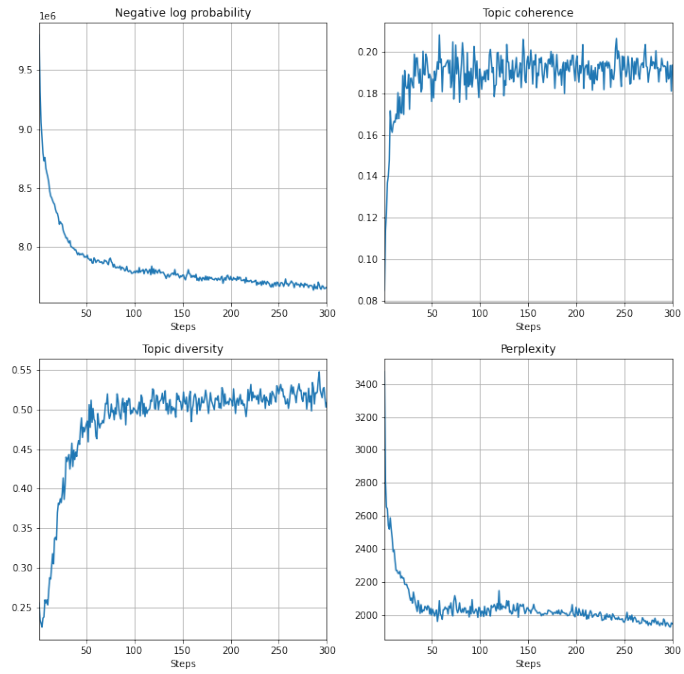 Negative log probability
1e6
9.5
9.0
8.5
8.0
50 100 150 200 250 300
Steps
Topic coherence
0.20
0.18
0.16
0.14
0.12
0.10
0.08
50 100 150 200 250 300
Steps
Topic diversity
0.55
0.50
0.45
0.40
0.35
0.30
0.25
50 100 150 200 250 300
Steps
Perplexity
3400
3200
3000
2800
2600
2400
2200
2000
50 100 150 200 250 300
Steps